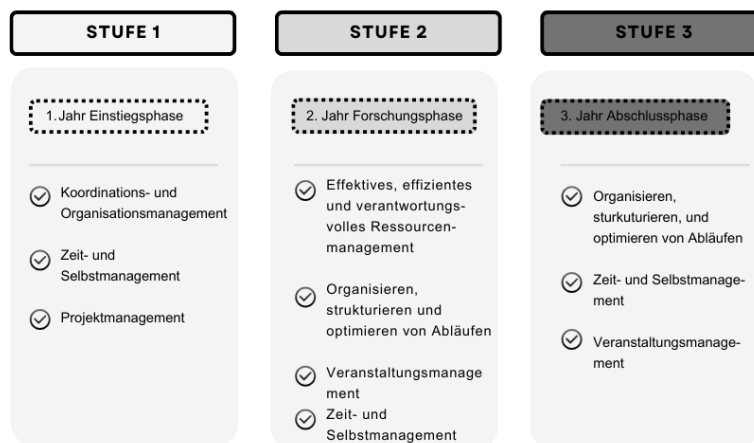 STUFE 1
1.Jahr Einstiegsphase
Koordinations- und
Organisationsmanagement
Zeit- und
Selbstmanagement
Projektmanagement
STUFE 2
2. Jahr Forschungsphase
Effektives, effizientes
und verantwortungs-
volles Ressourcen-
management
Organisieren,
strukturieren und
optimieren von Abläufen
Veranstaltungsmanage
ment
Zeit- und
Selbstmanagement
STUFE 3
3. Jahr Abschlussphase
Organisieren,
sturkuturieren, und
optimieren von Abläufen
Zeit- und Selbstmanage-
ment
Veranstaltungsmanage-
ment